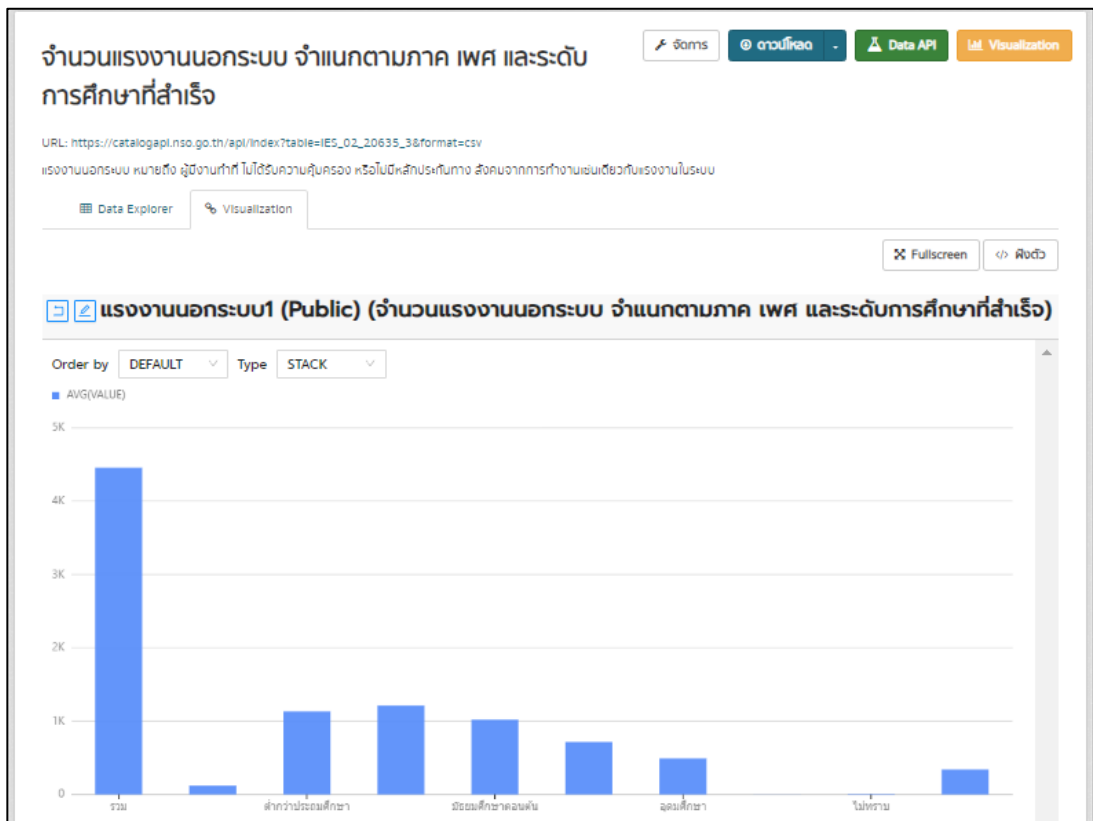 จำนวนแรงงานนอกระบบ จำแนกตามภาค เพศ และระดับ
การศึกษาที่สำเร็จ
จัดการ
ดาวน์โหลด
Data API
Visualization
URL: https://catalogapi.nso.go.th/api/index?table=IES_02_20635_3&format=csv
แรงงานนอกระบบ หมายถึง ผู้มีงานทำที่ ไม่ได้รับความคุ้มครอง หรือไม่มีหลักประกันทาง สังคมจากการทำงานเช่นเดียวกับแรงงานในระบบ
Data Explorer
Visualization
Fullscreen
</> ฝังตัว
แรงงานนอกระบบ1 (Public) (จำนวนแรงงานนอกระบบ จำแนกตามภาค เพศ และระดับการศึกษาที่สำเร็จ)
Order by DEFAULT Type STACK
AVG(VALUE)
5K
4K
3K
2K
1K
0
รวม ต่ำกว่าประถมศึกษา มัธยมศึกษาตอนต้น อุดมศึกษา ไม่ทราบ